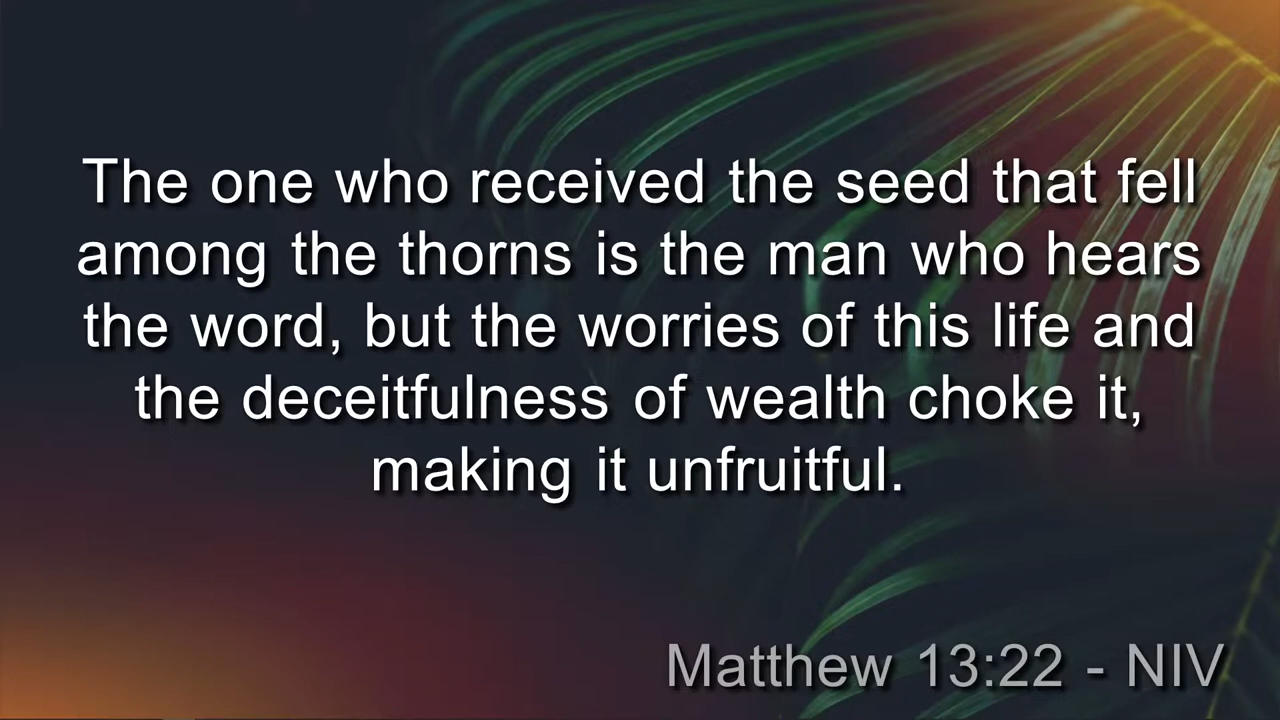 The one who received the seed that fell
among the thorns is the man who hears
the word, but the worries of this life and
the deceitfulness of wealth choke it,
making it unfruitful.
Matthew 13:22 - NIV